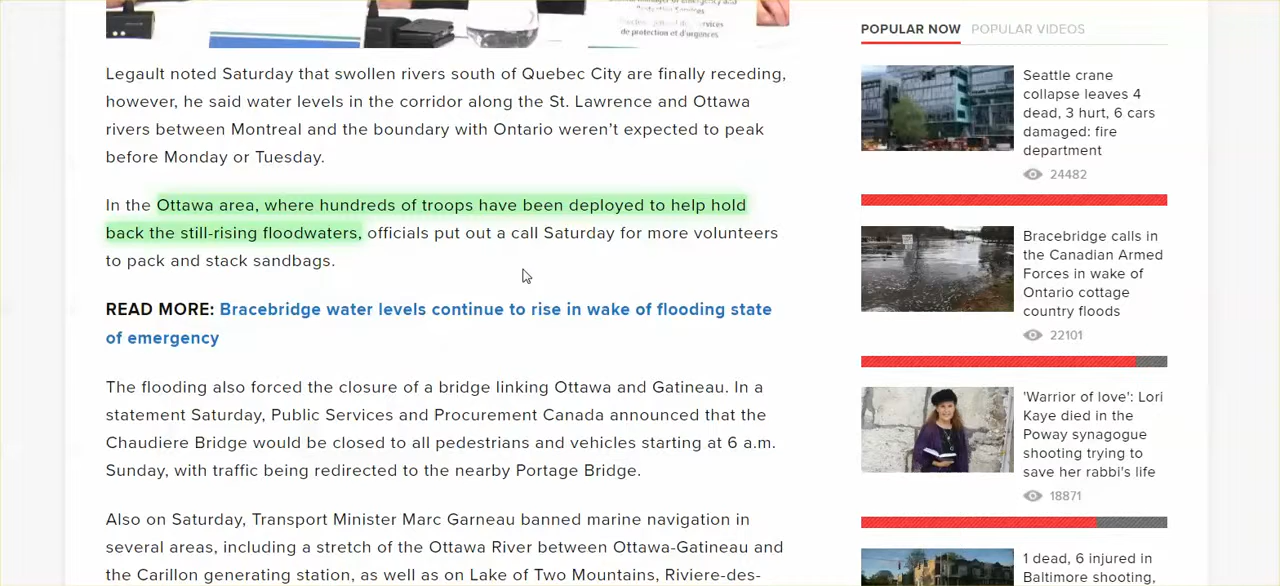 Services
de protection et d'urgences
Legault noted Saturday that swollen rivers south of Quebec City are finally receding,
however, he said water levels in the corridor along the St. Lawrence and Ottawa
rivers between Montreal and the boundary with Ontario weren't expected to peak
before Monday or Tuesday.
In the Ottawa area, where hundreds of troops have been deployed to help hold
back the still-rising floodwaters, officials put out a call Saturday for more volunteers
to pack and stack sandbags.
READ MORE: Bracebridge water levels continue to rise in wake of flooding state
of emergency
The flooding also forced the closure of a bridge linking Ottawa and Gatineau. In a
statement Saturday, Public Services and Procurement Canada announced that the
Chaudiere Bridge would be closed to all pedestrians and vehicles starting at 6 a.m.
Sunday, with traffic being redirected to the nearby Portage Bridge.
Also on Saturday, Transport Minister Marc Garneau banned marine navigation in
several areas, including a stretch of the Ottawa River between Ottawa-Gatineau and
the Carillon generating station, as well as on Lake of Two Mountains, Riviere-des-
POPULAR NOW POPULAR VIDEOS
Seattle crane
collapse leaves 4
dead, 3 hurt, 6 cars
damaged: fire
department
24482
Bracebridge calls in
the Canadian Armed
Forces in wake of
Ontario cottage
country floods
22101
'Warrior of love': Lori
Kaye died in the
Poway synagogue
shooting trying to
save her rabbi's life
18871
1 dead, 6 injured in
Baltimore shooting,